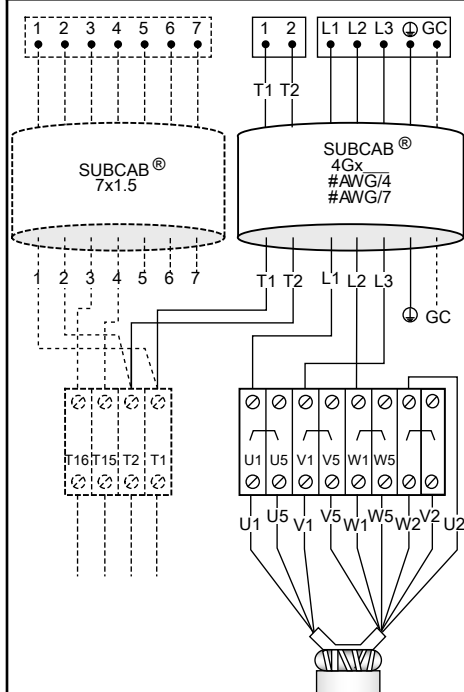 1 2 3 4 5 6 7
1 2
L1 L2 L3 GC
T1 T2
SUBCAB ®
7x1.5
SUBCAB ®
4Gx___
#AWG/4
#AWG/7
1 2 3 4 5 6 7
T1 T2 L1 L2 L3
GC
T16 T15 T2 T1
U1 U5 V1 V5 W1 W5
U1 U5 V1 V5 W1 W5 W2 V2 U2